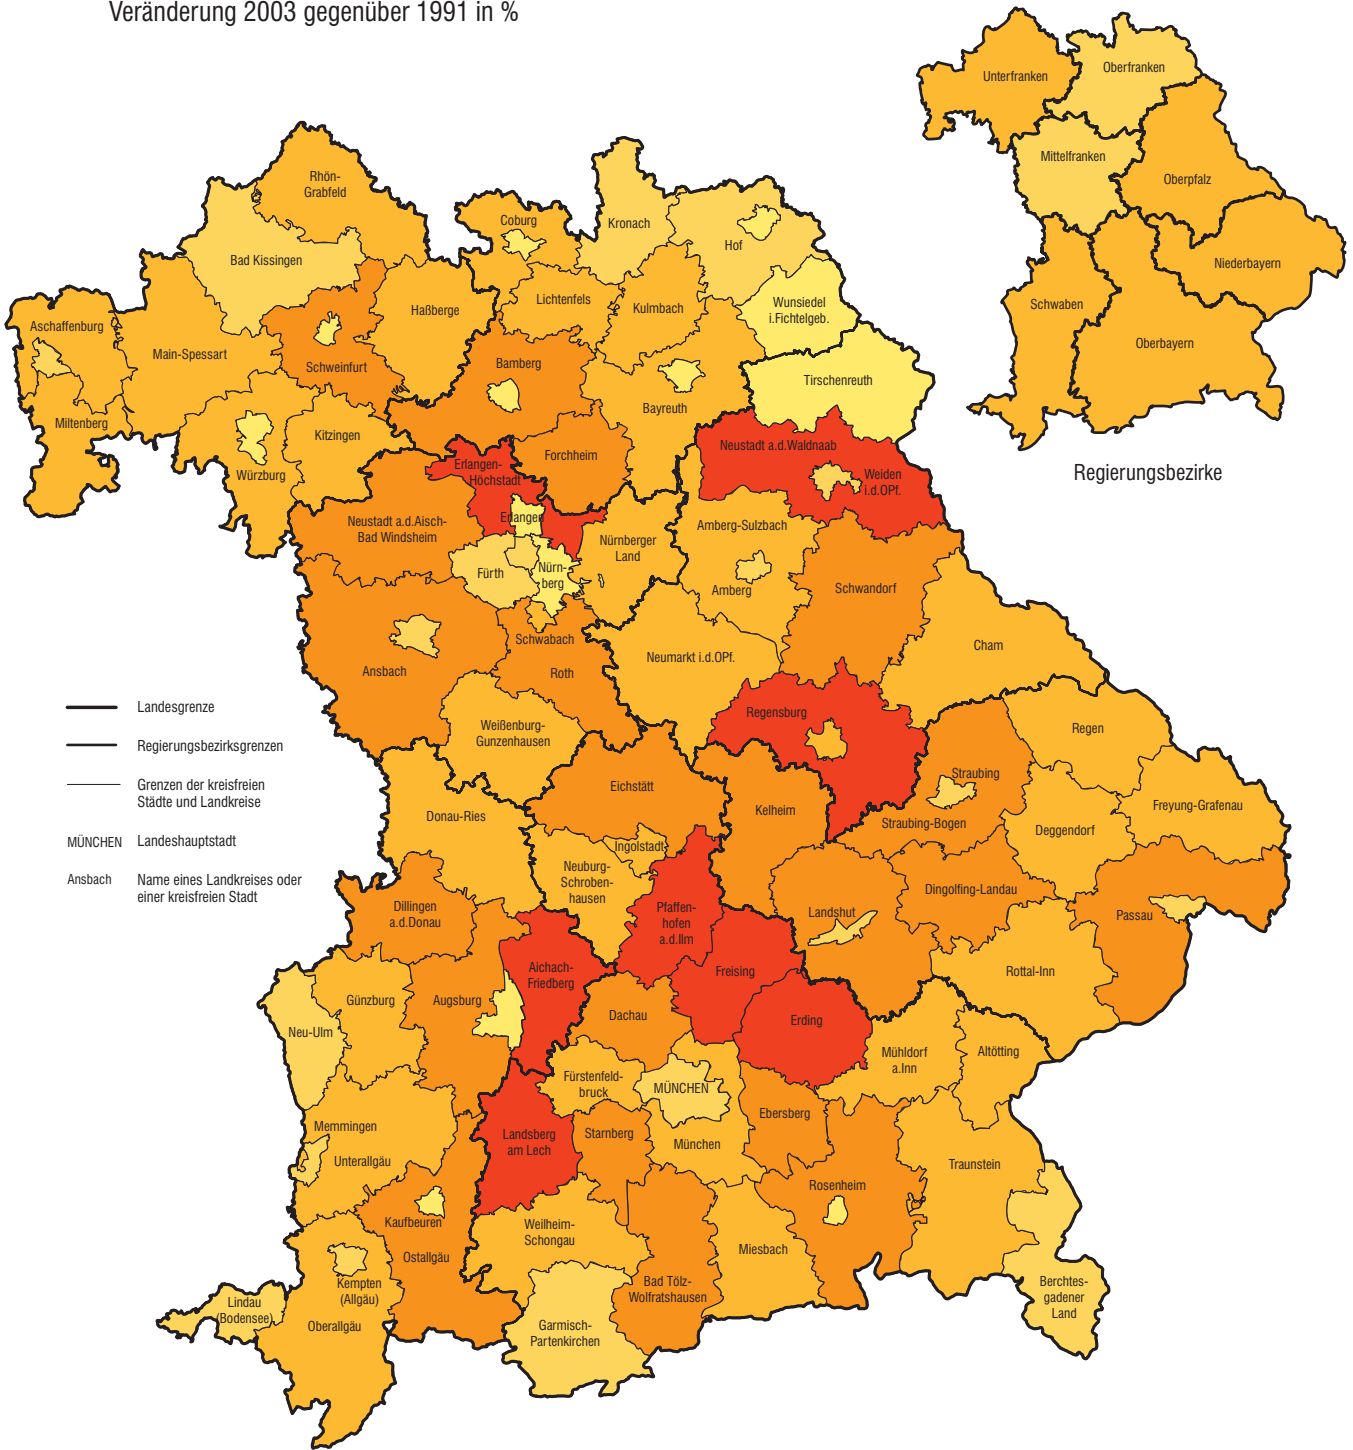 Veränderung 2003 gegenüber 1991 in %
Unterfranken
Oberfranken
Mittelfranken
Oberpfalz
Niederbayern
Schwaben
Oberbayern
Regierungsbezirke
Rhön-
Grabfeld
Coburg
Kronach
Hof
Bad Kissingen
Lichtenfels
Kulmbach
Wunsiedel
i.Fichtelgeb.
Haßberge
Aschaffenburg
Main-Spessart
Schweinfurt
Bamberg
Tirschenreuth
Bayreuth
Miltenberg
Kitzingen
Würzburg
Forchheim
Neustadt a.d.Waldnaab
Weiden
i.d.OPf.
Erlangen-
Höchstadt
Erlangen
Neustadt a.d.Aisch-
Bad Windsheim
Nürnberger
Land
Amberg-Sulzbach
Fürth
Nürn-
berg
Amberg
Schwandorf
Schwabach
Roth
Ansbach
Neumarkt i.d.OPf.
Cham
Landesgrenze
Regierungsbezirksgrenzen
Grenzen der kreisfreien
Städte und Landkreise
MÜNCHEN
Landeshauptstadt
Ansbach
Name eines Landkreises oder
einer kreisfreien Stadt
Weißenburg-
Gunzenhausen
Regensburg
Regen
Eichstätt
Kelheim
Straubing
Straubing-Bogen
Freyung-Grafenau
Deggendorf
Donau-Ries
Ingolstadt
Neuburg-
Schroben-
hausen
Dillingen
a.d.Donau
Pfaffen-
hofen
a.d.Ilm
Landshut
Dingolfing-Landau
Passau
Rottal-Inn
Aichach-
Friedberg
Freising
Günzburg
Augsburg
Dachau
Erding
Neu-Ulm
Mühldorf
a.Inn
Altötting
Fürstenfeld-
bruck
MÜNCHEN
Ebersberg
Memmingen
Unterallgäu
Landsberg
am Lech
Starnberg
München
Traunstein
Rosenheim
Kaufbeuren
Ostallgäu
Weilheim-
Schongau
Miesbach
Kempten
(Allgäu)
Bad Tölz-
Wolfratshausen
Berchtes-
gadener
Land
Lindau
(Bodensee)
Oberallgäu
Garmisch-
Partenkirchen